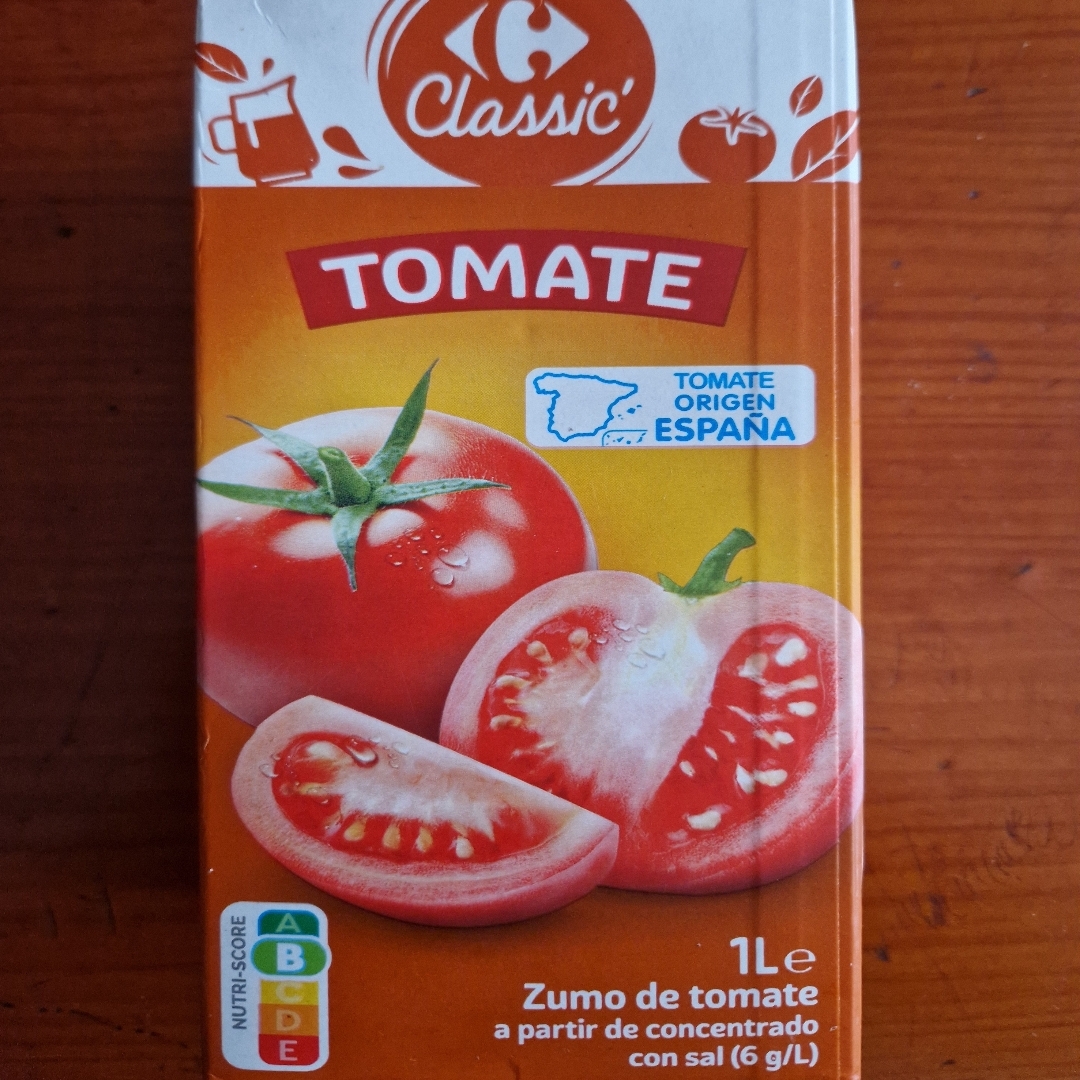 Classic'
TOMATE
TOMATE
ORIGEN
ESPAÑA
NUTRI-SCORE
A
B
C
D
E
1L e
Zumo de tomate
a partir de concentrado
con sal (6 g/L)